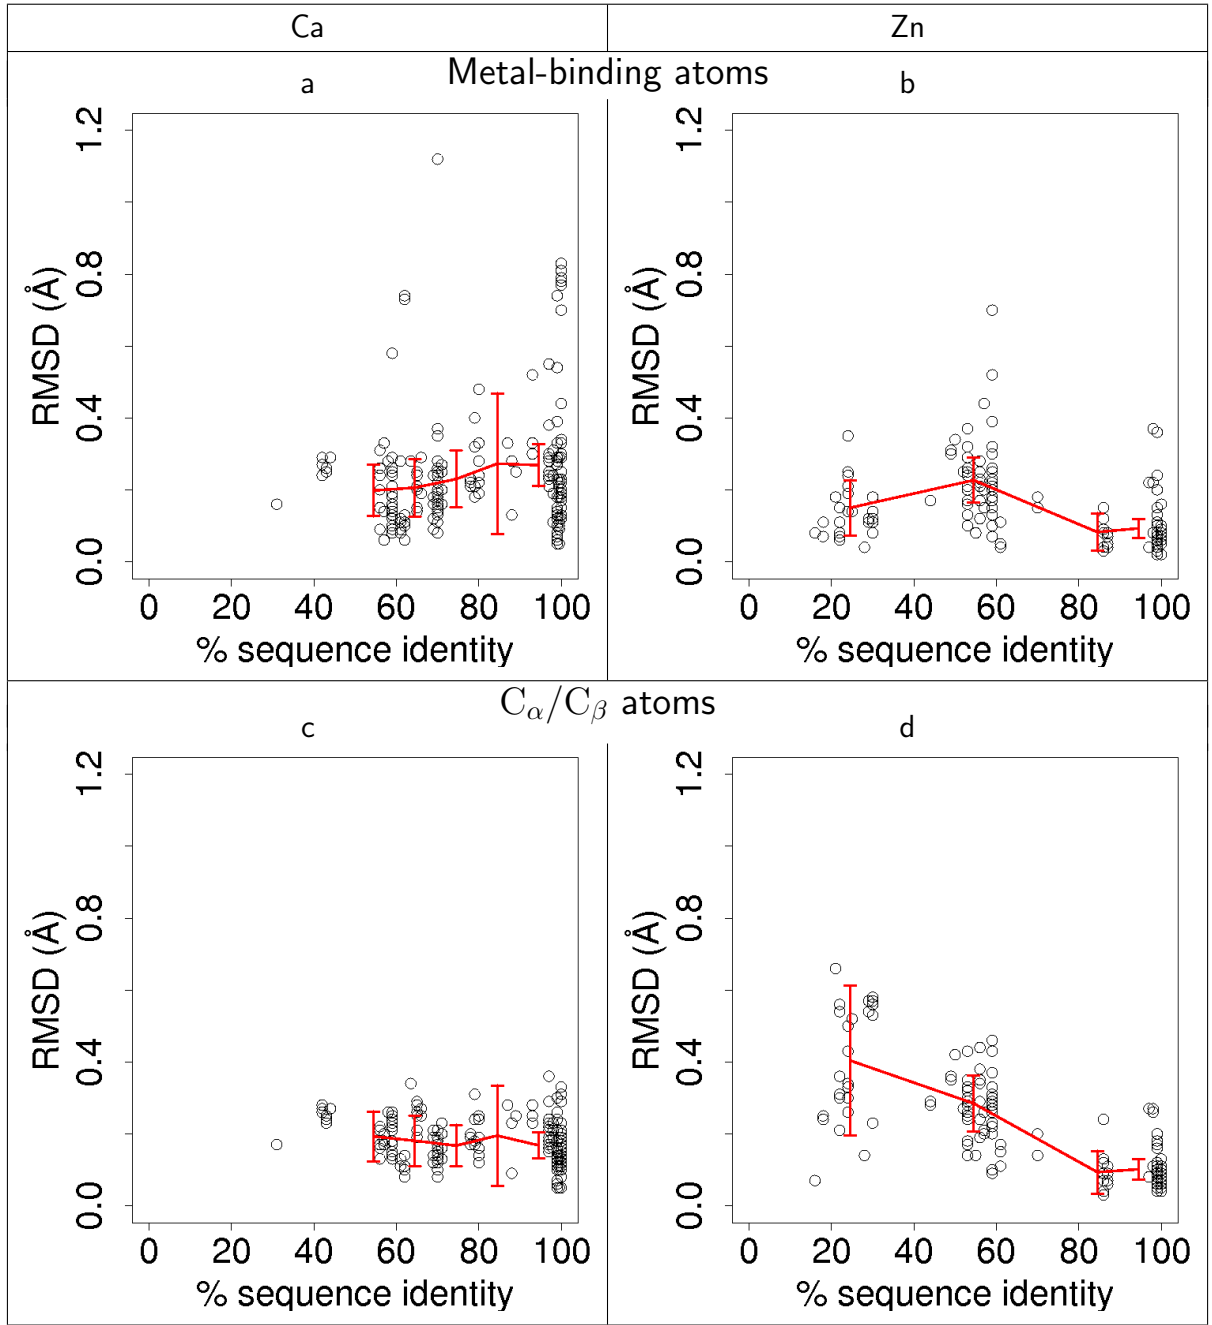 Ca Zn
Metal-binding atoms
a b
1.2 1.2
0.8 0.8
0.4 0.4
0.0 0.0
RMSD (Å) RMSD (Å)
0 20 40 60 80 100 0 20 40 60 80 100
% sequence identity % sequence identity
Cα/Cβ atoms
c d
1.2 1.2
0.8 0.8
0.4 0.4
0.0 0.0
RMSD (Å) RMSD (Å)
0 20 40 60 80 100 0 20 40 60 80 100
% sequence identity % sequence identity